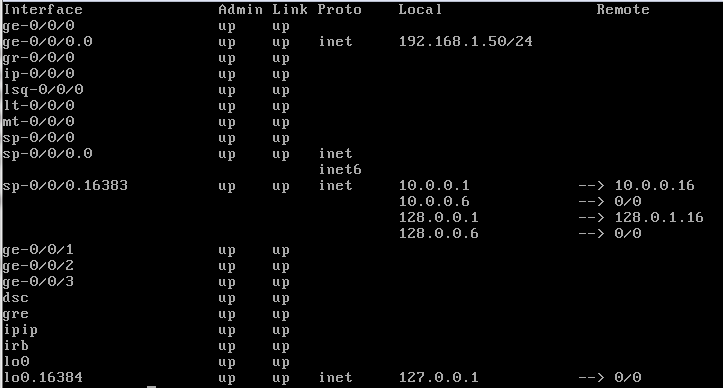 Interface Admin Link Proto Local Remote
ge-0/0/0 up up
ge-0/0/0.0 up up inet 192.168.1.50/24
gr-0/0/0 up up
ip-0/0/0 up up
lsq-0/0/0 up up
lt-0/0/0 up up
mt-0/0/0 up up
sp-0/0/0 up up
sp-0/0/0.0 up up inet
inet6
sp-0/0/0.16383 up up inet 10.0.0.1 --> 10.0.0.16
10.0.0.6 --> 0/0
128.0.0.1 --> 128.0.1.16
128.0.0.6 --> 0/0
ge-0/0/1 up up
ge-0/0/2 up up
ge-0/0/3 up up
dsc up up
gre up up
ipip up up
irb up up
lo0 up up
lo0.16384 up up inet 127.0.0.1 --> 0/0